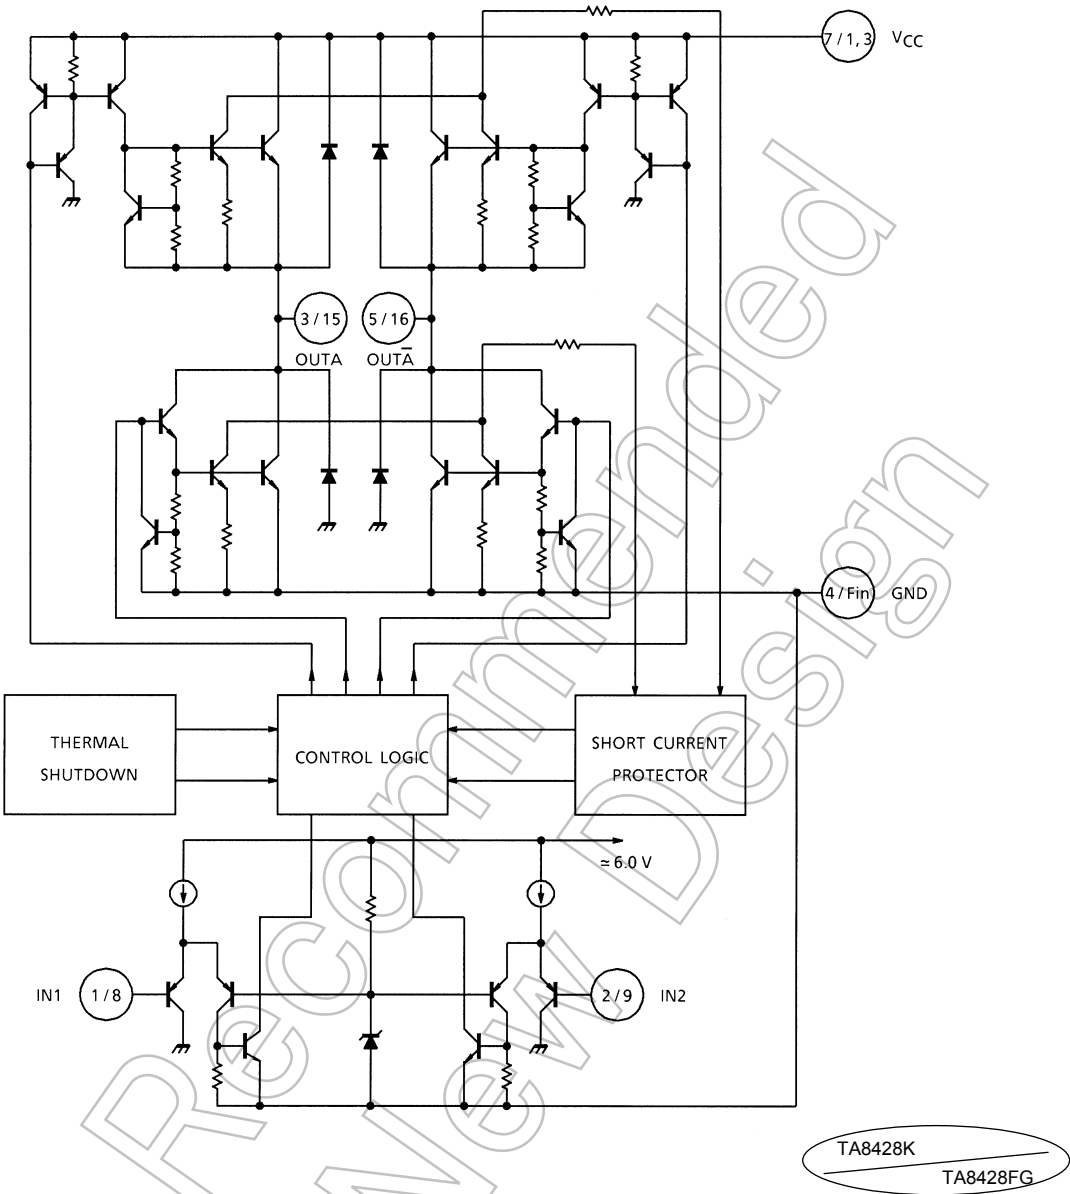 7/1, 3 VCC
3/15 5/16
OUTA OUTA̅
4/Fin GND
THERMAL
SHUTDOWN
CONTROL LOGIC
SHORT CURRENT
PROTECTOR
≃6.0 V
IN1 1/8 2/9 IN2
TA8428K
TA8428FG
Recommended
New Design